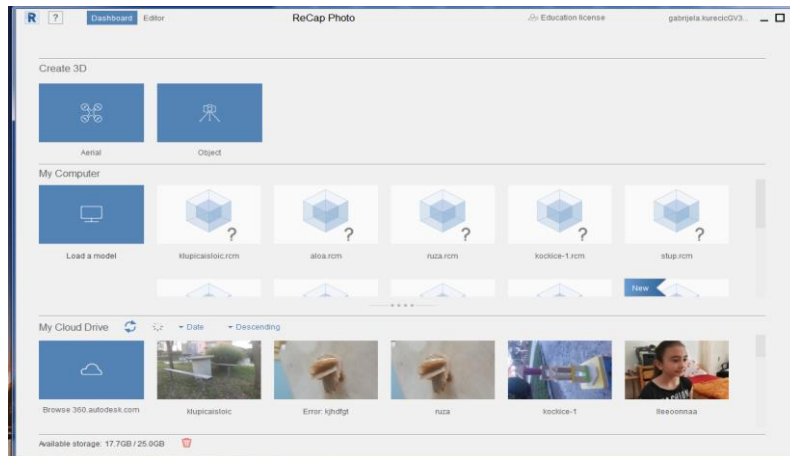 R ? Dashboard Editor ReCap Photo Education license gabrijela.kurecicGV3...
Create 3D
Aerial Object
My Computer
? ? ? ? ?
Load a model klupicaisloic.rcm aloa.rcm ruza.rcm kockice-1.rcm stup.rcm
New
My Cloud Drive Date Descending
Browse 360.autodesk.com klupicaisloic Error: kjhdfgt ruza kockice-1 lleeoonnaa
Available storage: 17.7GB / 25.0GB